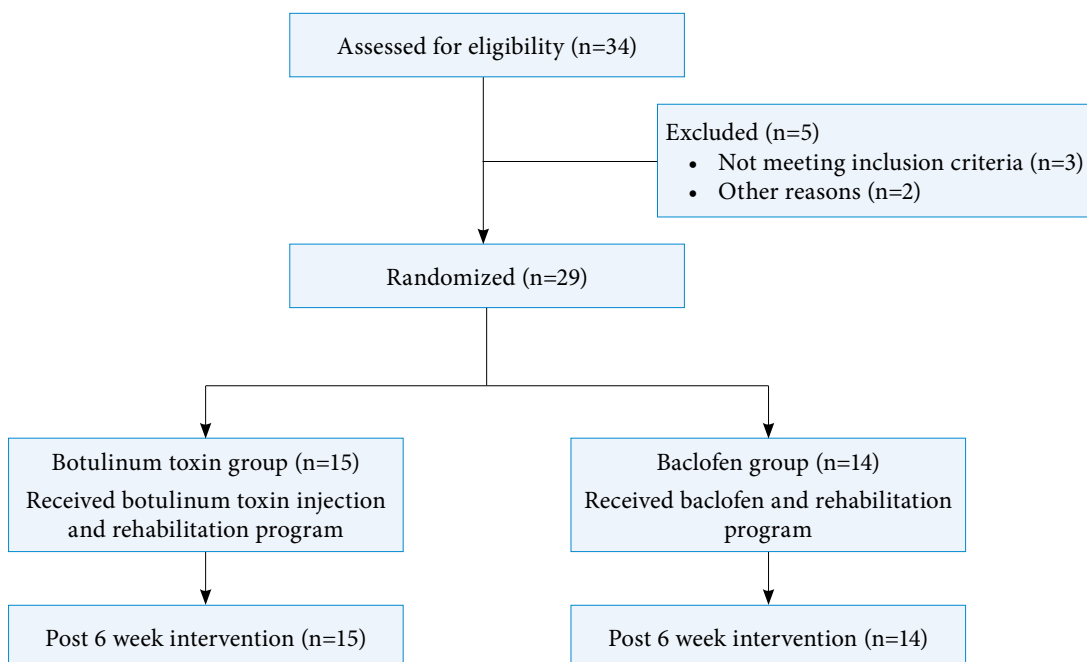 Assessed for eligibility (n=34)
Excluded (n=5)
• Not meeting inclusion criteria (n=3)
• Other reasons (n=2)
Randomized (n=29)
Botulinum toxin group (n=15)
Received botulinum toxin injection
and rehabilitation program
Baclofen group (n=14)
Received baclofen and rehabilitation
program
Post 6 week intervention (n=15)
Post 6 week intervention (n=14)